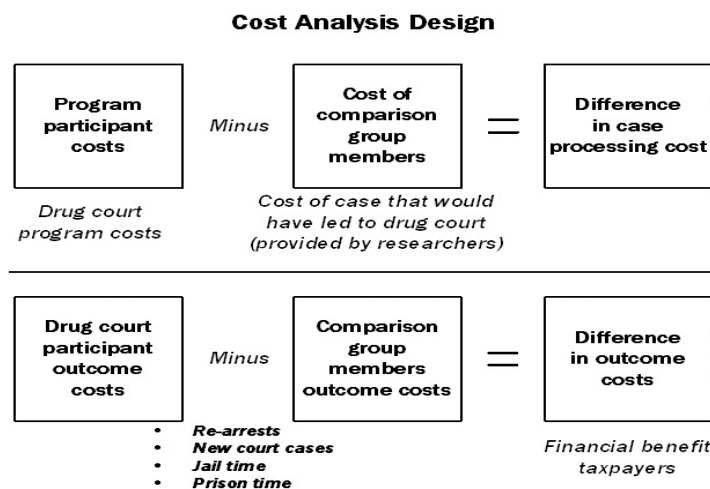 Cost Analysis Design
Program
participant
costs
Minus
Cost of
comparison
group
members
=
Difference
in case
processing cost
Drug court
program costs
Cost of case that would
have led to drug court
(provided by researchers)
Drug court
participant
outcome
costs
Minus
Comparison
group
members
outcome costs
=
Difference
in outcome
costs
• Re-arrests
• New court cases
• Jail time
• Prison time
Financial benefit
taxpayers